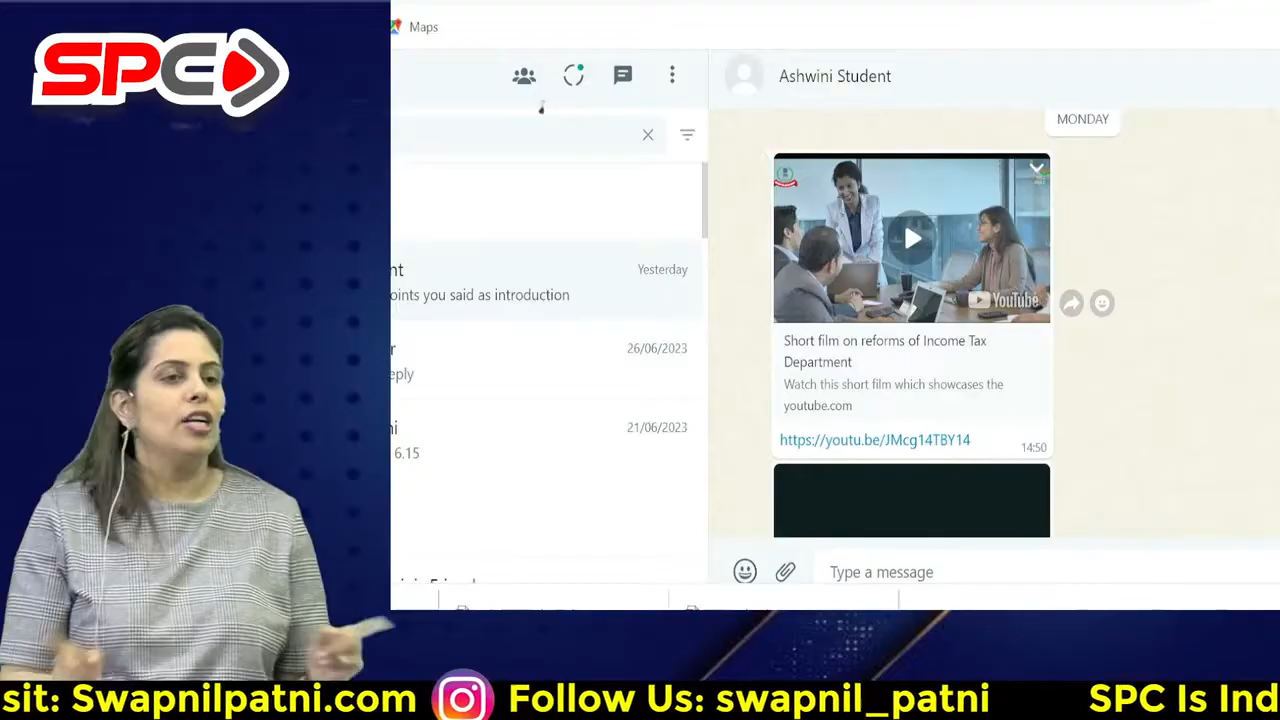 SPC
Maps
Ashwini Student
MONDAY
nt
Yesterday
oints you said as introduction
r
26/06/2023
eply
ni
21/06/2023
6.15
YouTube
Short film on reforms of Income Tax
Department
Watch this short film which showcases the
youtube.com
https://youtu.be/JMcg14TBY14
14:50
Type a message
sit: Swapnilpatni.com
Follow Us: swapnil_patni
SPC Is Ind